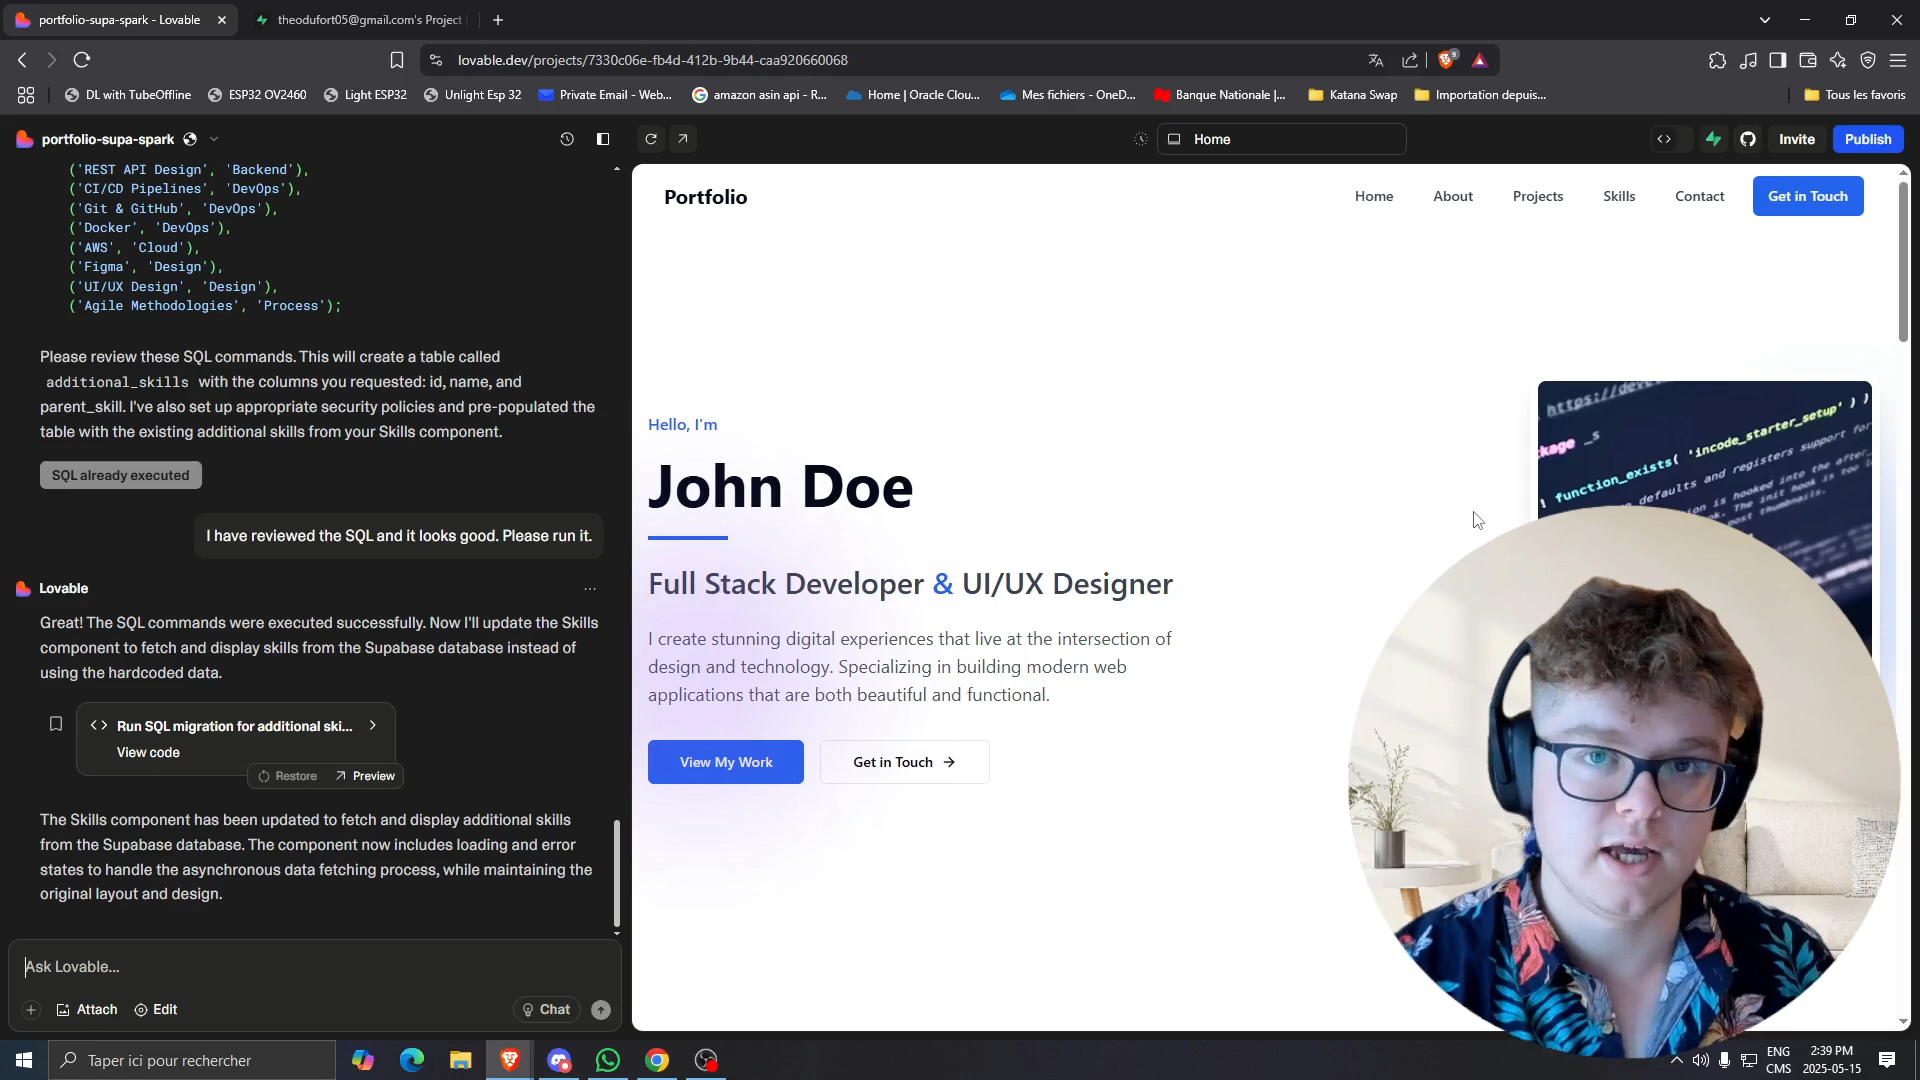 portfolio-supa-spark - Lovable
theodufort05@gmail.com's Project
lovable.dev/projects/7330c06e-fb4d-412b-9b44-caa920660068
9
DL with TubeOffline
ESP32 OV2460
Light ESP32
Unlight Esp 32
Private Email - Web...
amazon asin api - R...
Home | Oracle Clou...
Mes fichiers - OneD...
Banque Nationale |...
Katana Swap
Importation depuis...
Tous les favoris
portfolio-supa-spark
Home
Invite
Publish
('REST API Design', 'Backend'),
('CI/CD Pipelines', 'DevOps'),
('Git & GitHub', 'DevOps'),
('Docker', 'DevOps'),
('AWS', 'Cloud'),
('Figma', 'Design'),
('UI/UX Design', 'Design'),
('Agile Methodologies', 'Process');
Please review these SQL commands. This will create a table called
additional_skills with the columns you requested: id, name, and
parent_skill. I've also set up appropriate security policies and pre-populated the
table with the existing additional skills from your Skills component.
SQL already executed
I have reviewed the SQL and it looks good. Please run it.
Lovable
Great! The SQL commands were executed successfully. Now I'll update the Skills
component to fetch and display skills from the Supabase database instead of
using the hardcoded data.
Run SQL migration for additional ski...
View code
Restore
Preview
The Skills component has been updated to fetch and display additional skills
from the Supabase database. The component now includes loading and error
states to handle the asynchronous data fetching process, while maintaining the
original layout and design.
Ask Lovable...
Attach
Edit
Chat
Portfolio
Home
About
Projects
Skills
Contact
Get in Touch
Hello, I'm
John Doe
Full Stack Developer & UI/UX Designer
I create stunning digital experiences that live at the intersection of
design and technology. Specializing in building modern web
applications that are both beautiful and functional.
View My Work
Get in Touch
function_exists( 'incode_starter_setup' ) )
defaults and registers support for
is hooked into the
post thumbnails.
Taper ici pour rechercher
ENG
CMS
2:39 PM
2025-05-15